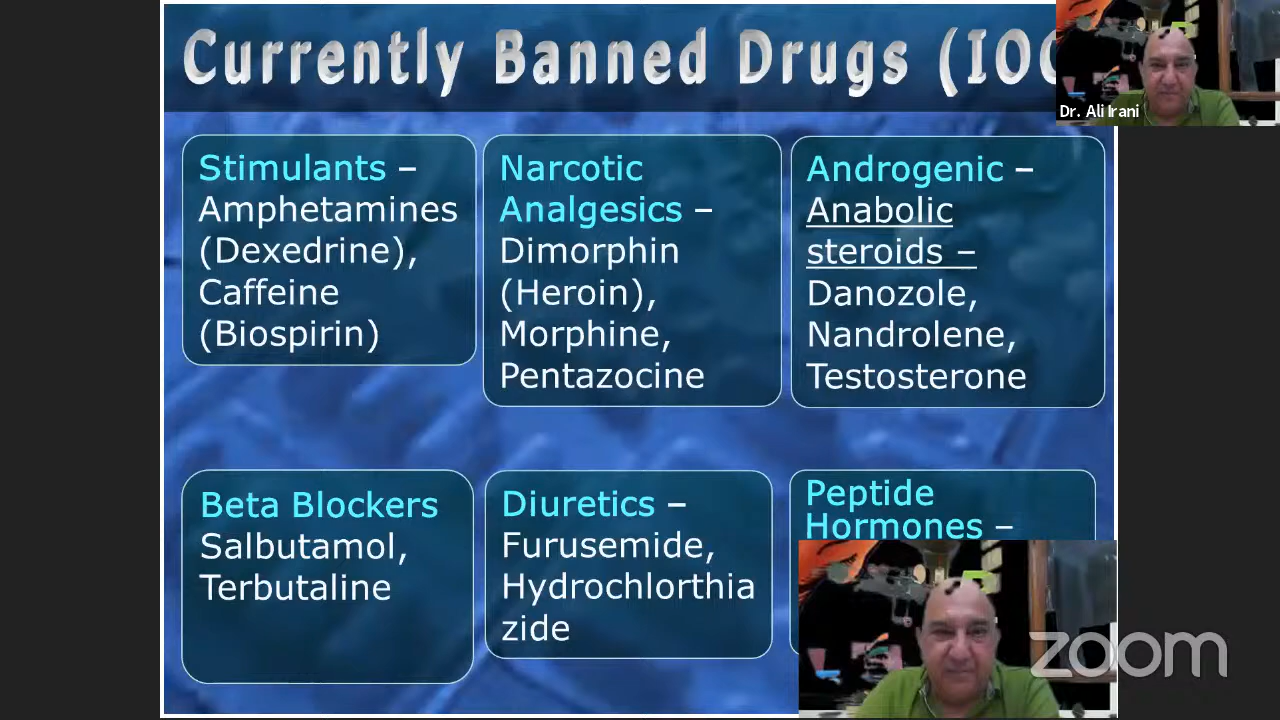 Currently Banned Drugs (IOC
Dr. Ali Irani
Stimulants –
Amphetamines
(Dexedrine),
Caffeine
(Biospirin)
Narcotic
Analgesics –
Dimorphin
(Heroin),
Morphine,
Pentazocine
Androgenic –
Anabolic
steroids –
Danozole,
Nandrolene,
Testosterone
Beta Blockers
Salbutamol,
Terbutaline
Diuretics –
Furusemide,
Hydrochlorthia
zide
Peptide
Hormones –
zoom